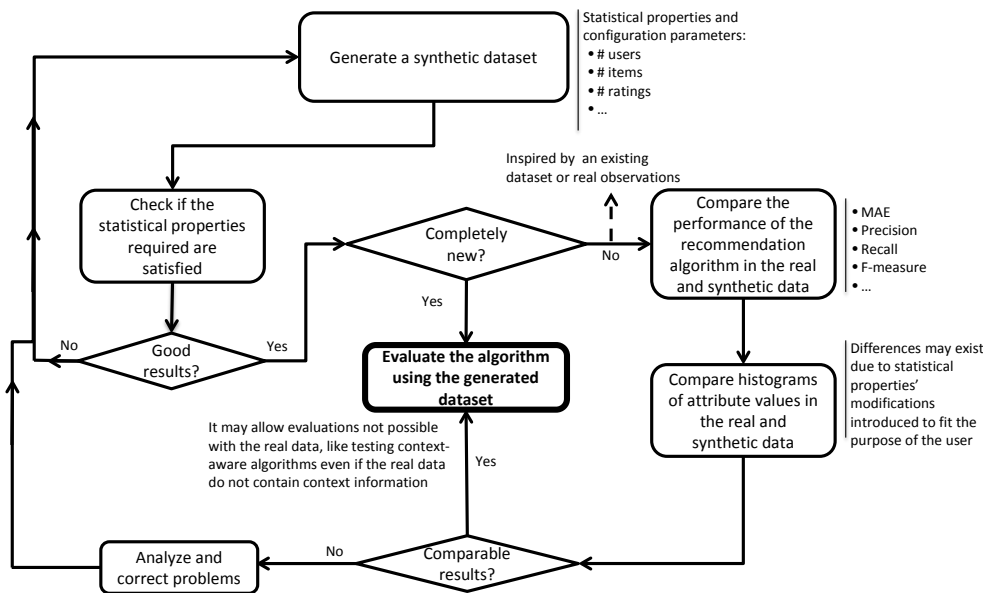 Generate a synthetic dataset
Statistical properties and
configuration parameters:
• # users
• # items
• # ratings
• ...
Check if the
statistical properties
required are
satisfied
Good
results?
No
Yes
Completely
new?
Yes
No
Inspired by an existing
dataset or real observations
Compare the
performance of the
recommendation
algorithm in the real
and synthetic data
• MAE
• Precision
• Recall
• F-measure
• ...
Evaluate the algorithm
using the generated
dataset
Compare histograms
of attribute values in
the real and
synthetic data
Differences may exist
due to statistical
properties’
modifications
introduced to fit the
purpose of the user
It may allow evaluations not possible
with the real data, like testing context-
aware algorithms even if the real data
do not contain context information
Yes
Comparable
results?
No
Analyze and
correct problems